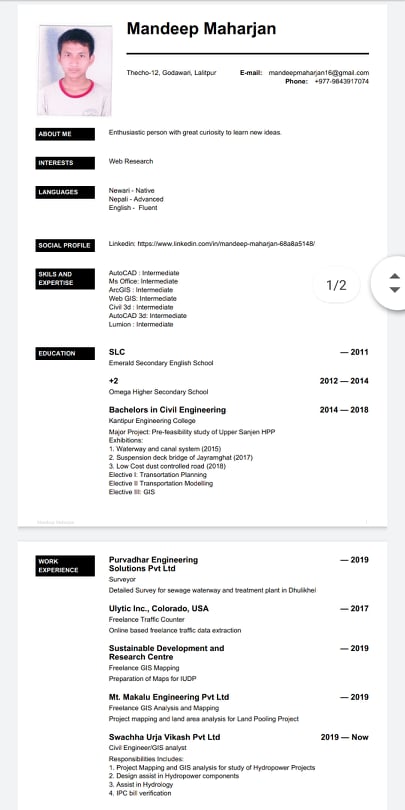 Mandeep Maharjan
Techo-12, Godawari, Lalitpur
E-mail: mandeepmaharjan16@gmail.com
Phone: +977-9843917074
ABOUT ME
Enthusiastic person with great curiosity to learn new ideas.
INTERESTS
Web Research
LANGUAGES
Newari - Native
Nepali - Advanced
English - Fluent
SOCIAL PROFILE
Linkedin: https://www.linkedin.com/in/mandeep-maharjan-68a8a5148/
SKILS AND
EXPERTISE
AutoCAD : Intermediate
Ms Office: Intermediate
ArcGIS : Intermediate
Web GIS: Intermediate
Civil 3d : Intermediate
AutoCAD 3d: Intermediate
Lumion : Intermediate
1/2
EDUCATION
SLC — 2011
Emerald Secondary English School
+2 2012 — 2014
Omega Higher Secondary School
Bachelors in Civil Engineering 2014 — 2018
Kantipur Engineering College
Major Project: Pre-feasibility study of Upper Sanjen HPP
Exhibitions:
1. Waterway and canal system (2015)
2. Suspension deck bridge of Jayramghat (2017)
3. Low Cost dust controlled road (2018)
Elective I: Transortation Planning
Elective II Transportation Modelling
Elective III: GIS
Mandeep Maharjan 1
WORK
EXPERIENCE
Purvadhar Engineering — 2019
Solutions Pvt Ltd
Surveyor
Detailed Survey for sewage waterway and treatment plant in Dhulikhel
Ulytic Inc., Colorado, USA — 2017
Freelance Traffic Counter
Online based freelance traffic data extraction
Sustainable Development and — 2019
Research Centre
Freelance GIS Mapping
Preparation of Maps for IUDP
Mt. Makalu Engineering Pvt Ltd — 2019
Freelance GIS Analysis and Mapping
Project mapping and land area analysis for Land Pooling Project
Swachha Urja Vikash Pvt Ltd 2019 — Now
Civil Engineer/GIS analyst
Responsibilities Includes:
1. Project Mapping and GIS analysis for study of Hydropower Projects
2. Design assist in Hydropower components
3. Assist in Hydrology
4. IPC bill verification